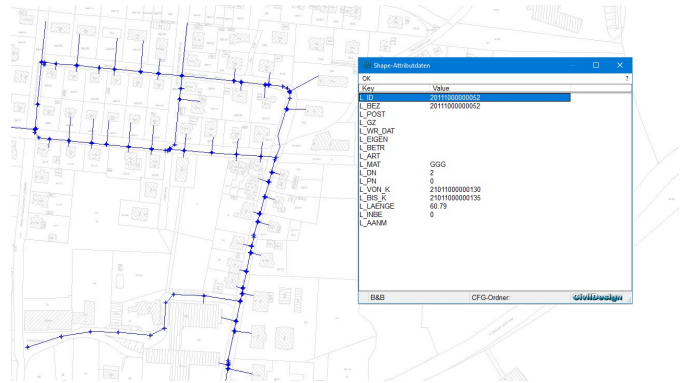 Shape-Attributdaten
OK ?
Key Value
L_ID 20111000000052
L_BEZ 20111000000052
L_POST
L_GZ
L_WR_DAT
L_EIGEN
L_BETR
L_ART
L_MAT GGG
L_DN 2
L_PN 0
L_VON_K 21011000000130
L_BIS_K 21011000000135
L_LAENGE 60.79
L_INBE 0
L_AANM
B&B CFG-Ordner: CivilDesign